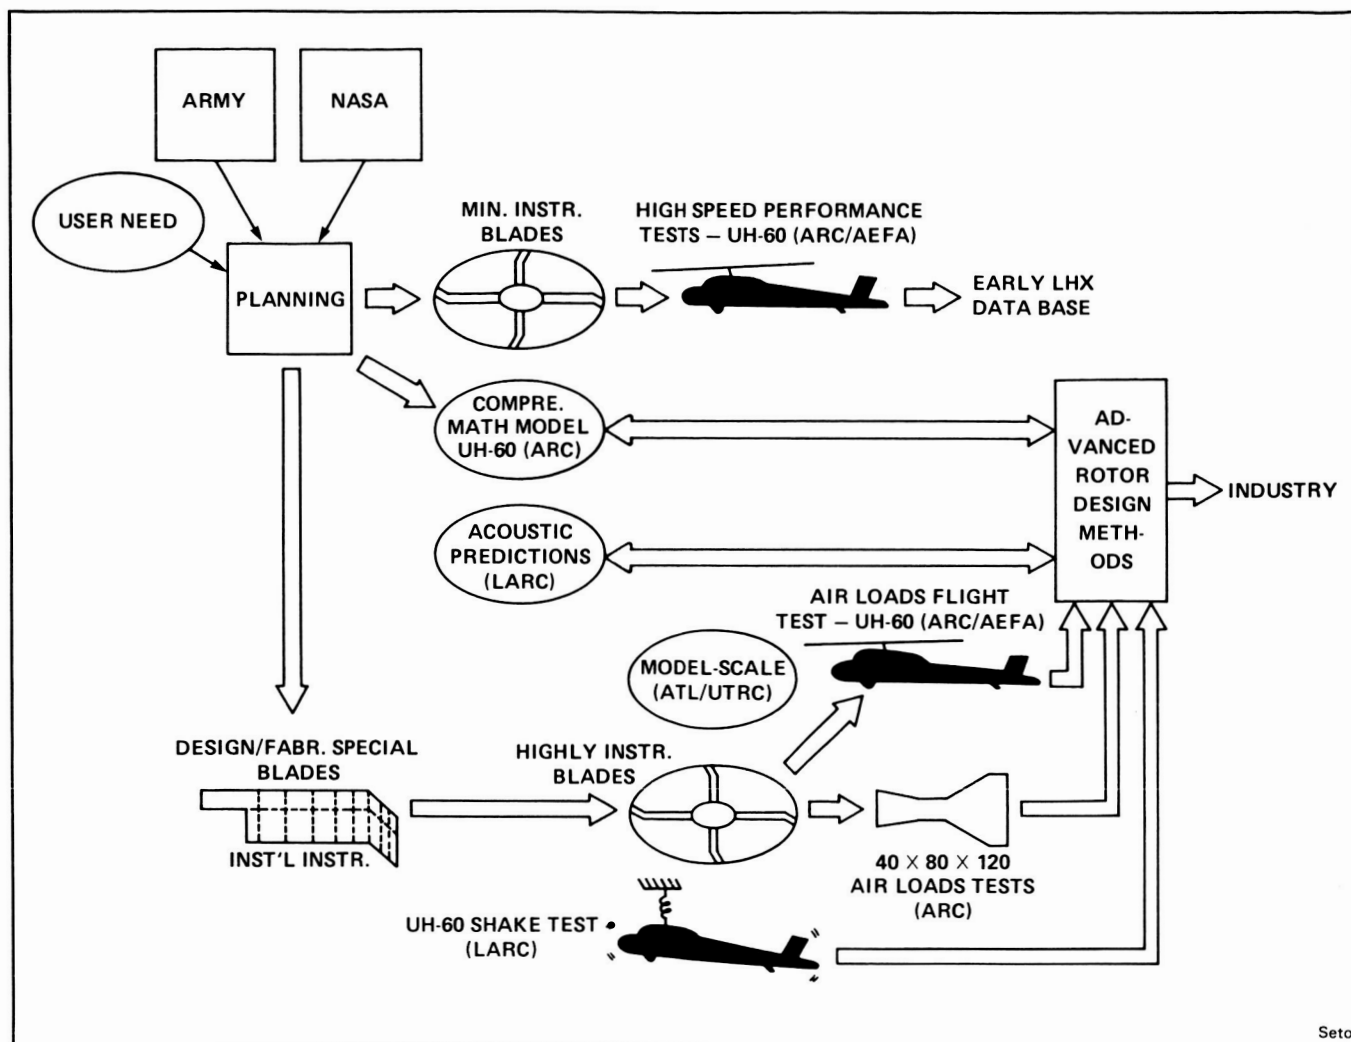 ARMY
NASA
USER NEED
PLANNING
MIN. INSTR.
BLADES
HIGH SPEED PERFORMANCE
TESTS – UH-60 (ARC/AEFA)
EARLY LHX
DATA BASE
COMPRE.
MATH MODEL
UH-60 (ARC)
AD-
VANCED
ROTOR
DESIGN
METH-
ODS
INDUSTRY
ACOUSTIC
PREDICTIONS
(LARC)
AIR LOADS FLIGHT
TEST – UH-60 (ARC/AEFA)
MODEL-SCALE
(ATL/UTRC)
DESIGN/FABR. SPECIAL
BLADES
INST'L INSTR.
HIGHLY INSTR.
BLADES
40 X 80 X 120
AIR LOADS TESTS
(ARC)
UH-60 SHAKE TEST
(LARC)
Seto